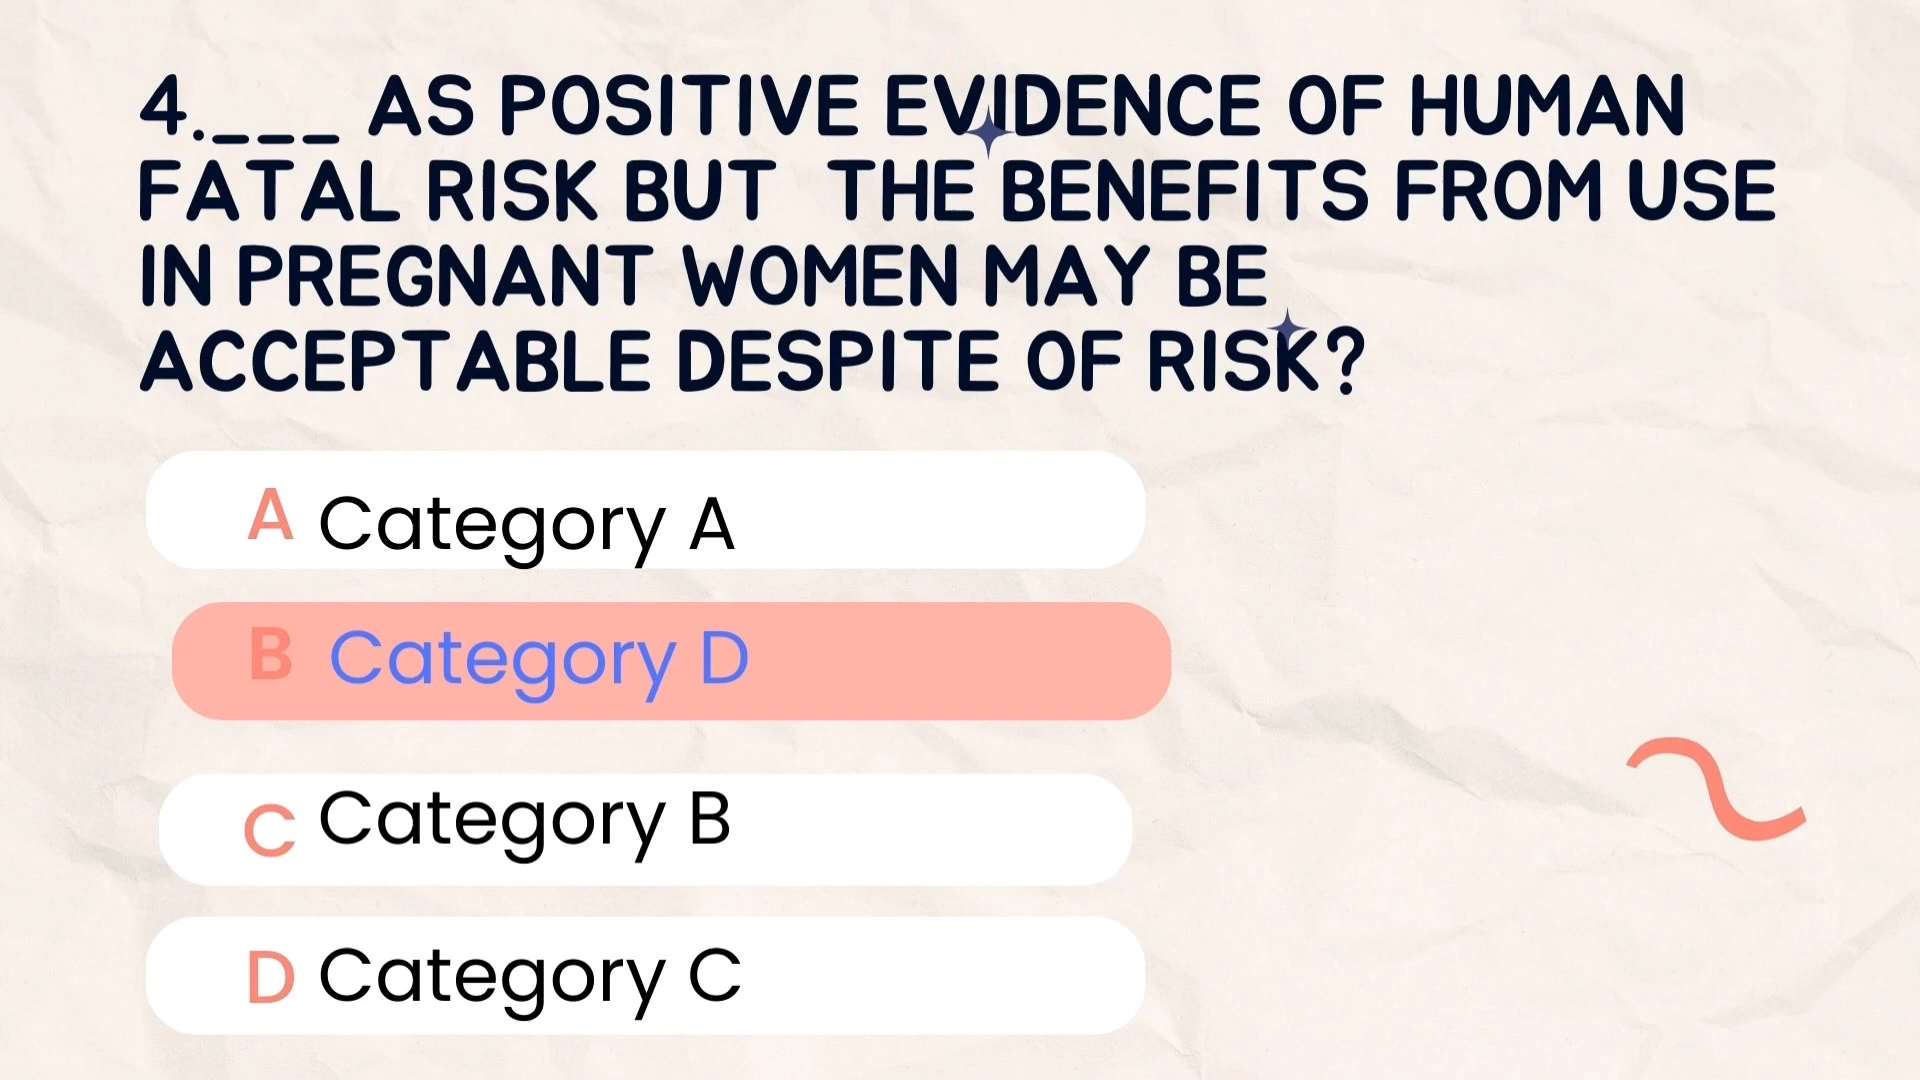 4.___ AS POSITIVE EVIDENCE OF HUMAN
FATAL RISK BUT THE BENEFITS FROM USE
IN PREGNANT WOMEN MAY BE
ACCEPTABLE DESPITE OF RISK?
A Category A
B Category D
C Category B
D Category C